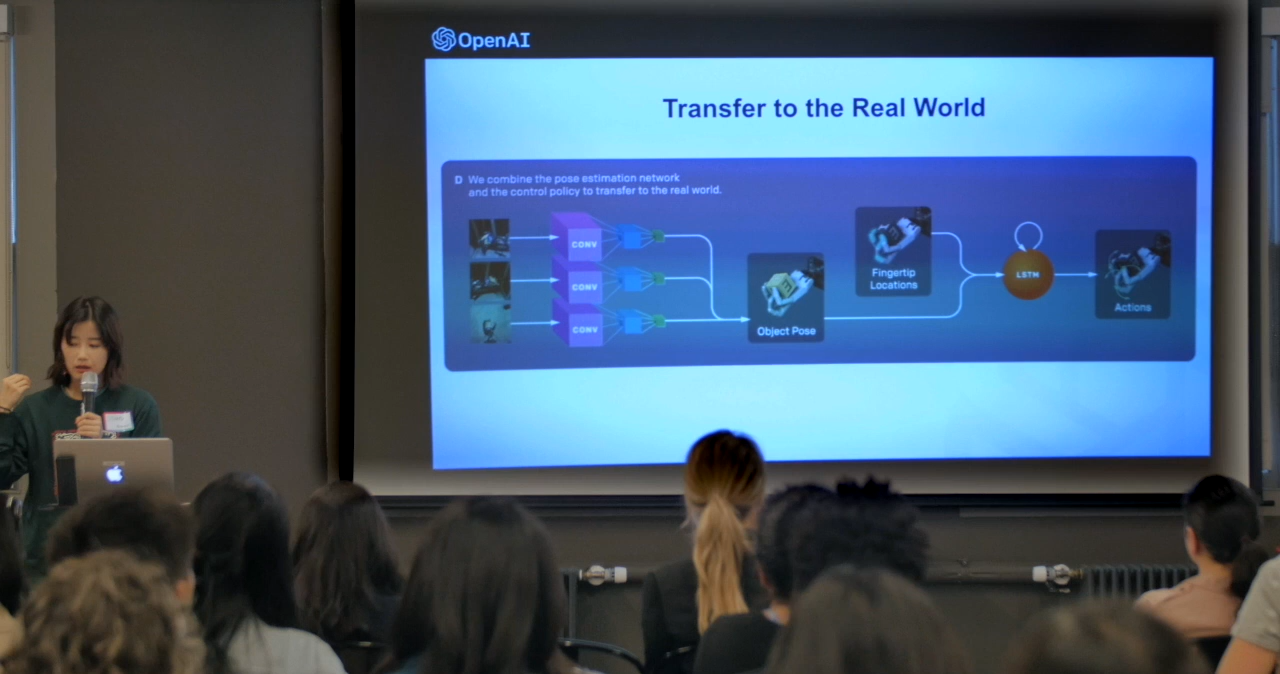 OpenAI
Transfer to the Real World
D We combine the pose estimation network
and the control policy to transfer to the real world.
CONV
CONV
CONV
Object Pose
Fingertip
Locations
LSTM
Actions